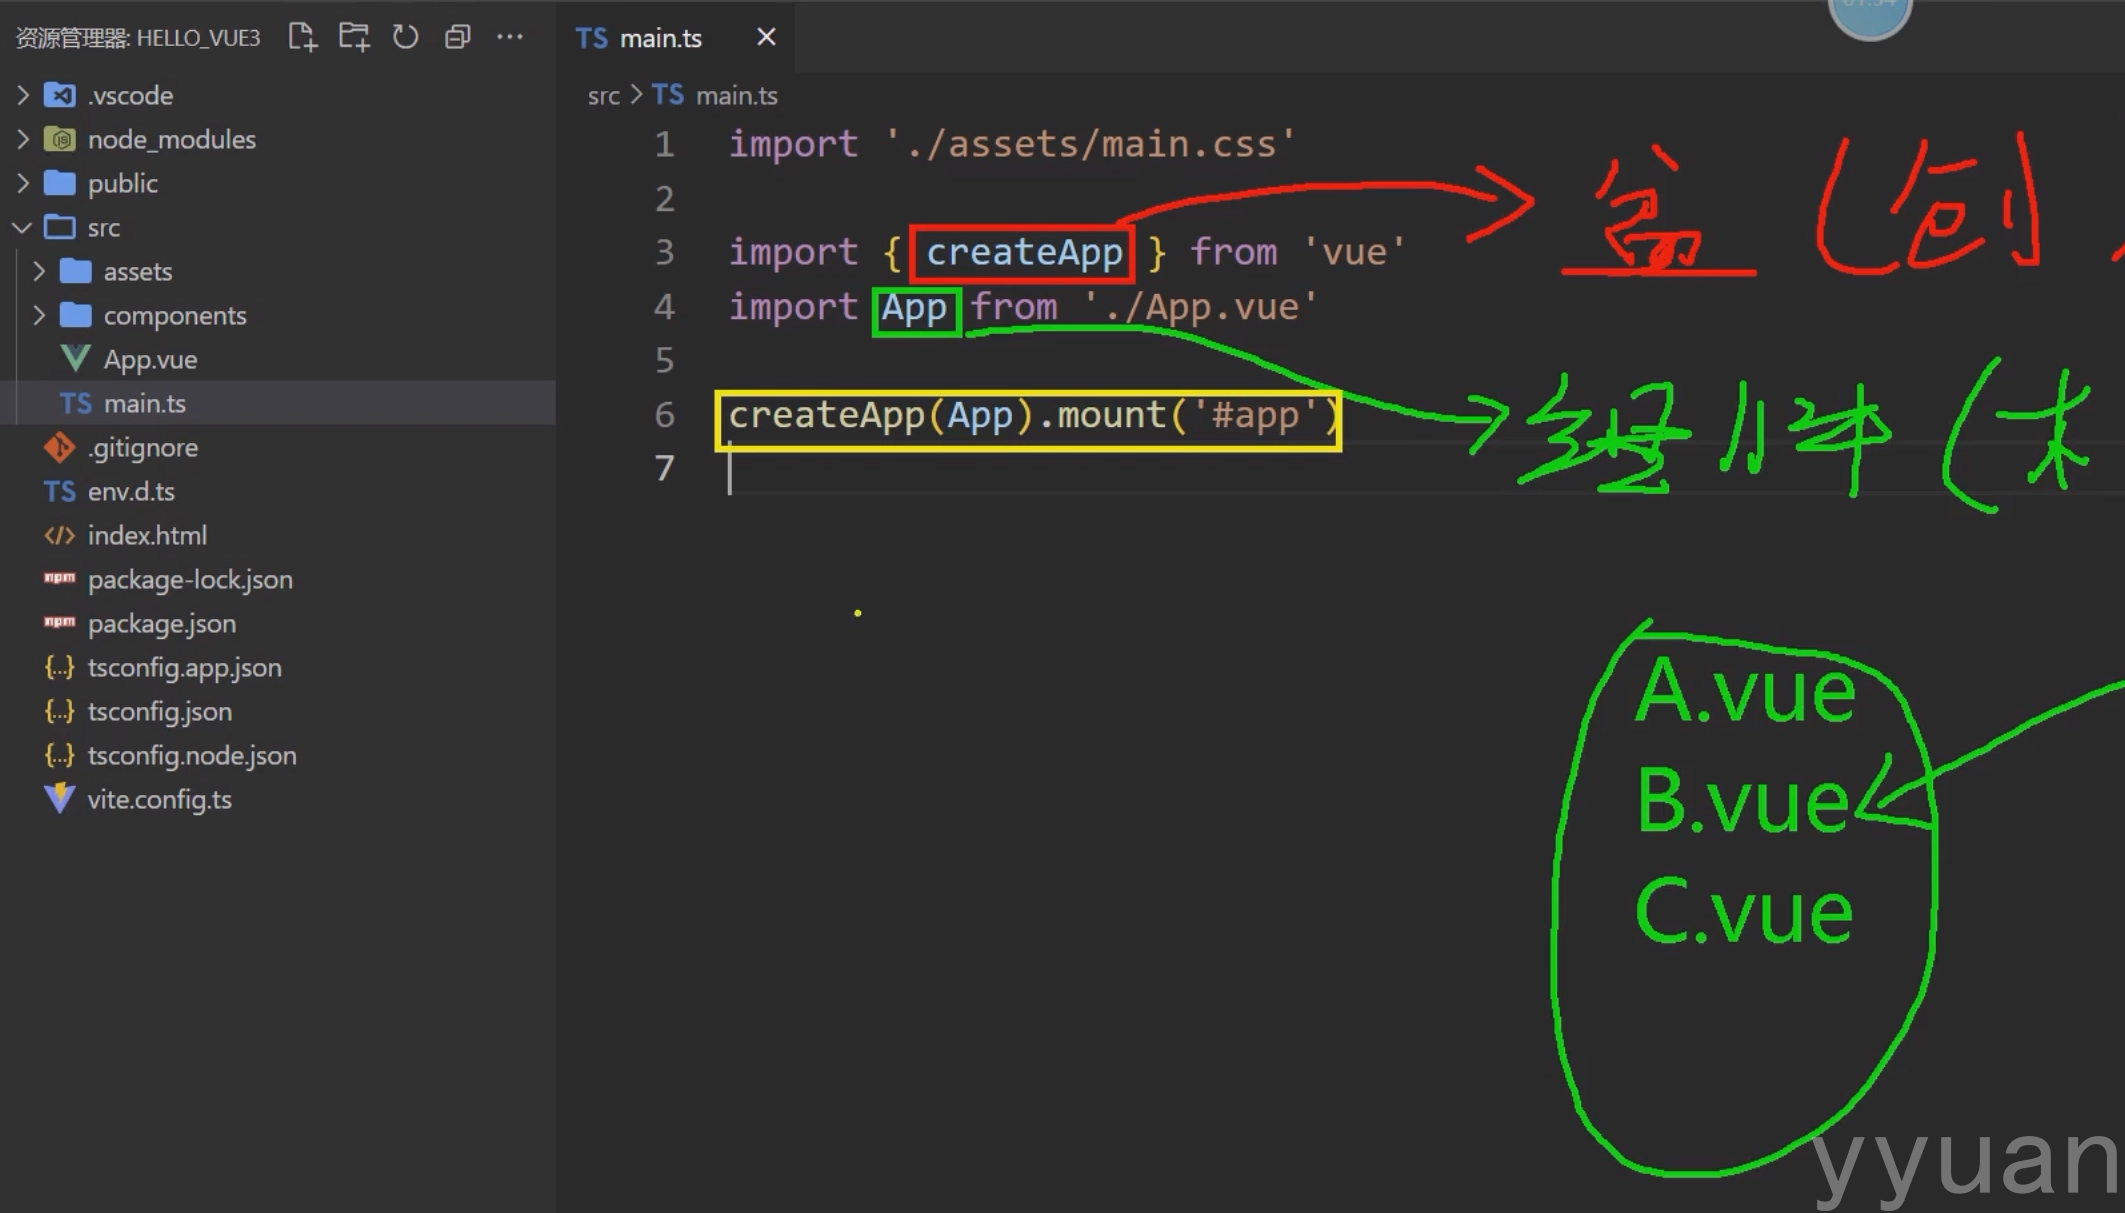 资源管理器: HELLO_VUE3
.vscode
node_modules
public
src
assets
components
App.vue
TS main.ts
.gitignore
TS env.d.ts
</> index.html
npm package-lock.json
npm package.json
{...} tsconfig.app.json
{...} tsconfig.json
{...} tsconfig.node.json
vite.config.ts
TS main.ts
src > TS main.ts
1 import './assets/main.css'
2
3 import { createApp } from 'vue'
4 import App from './App.vue'
5
6 createApp(App).mount('#app')
7
盆 (创
组件 (
A.vue
B.vue
C.vue
yyuan